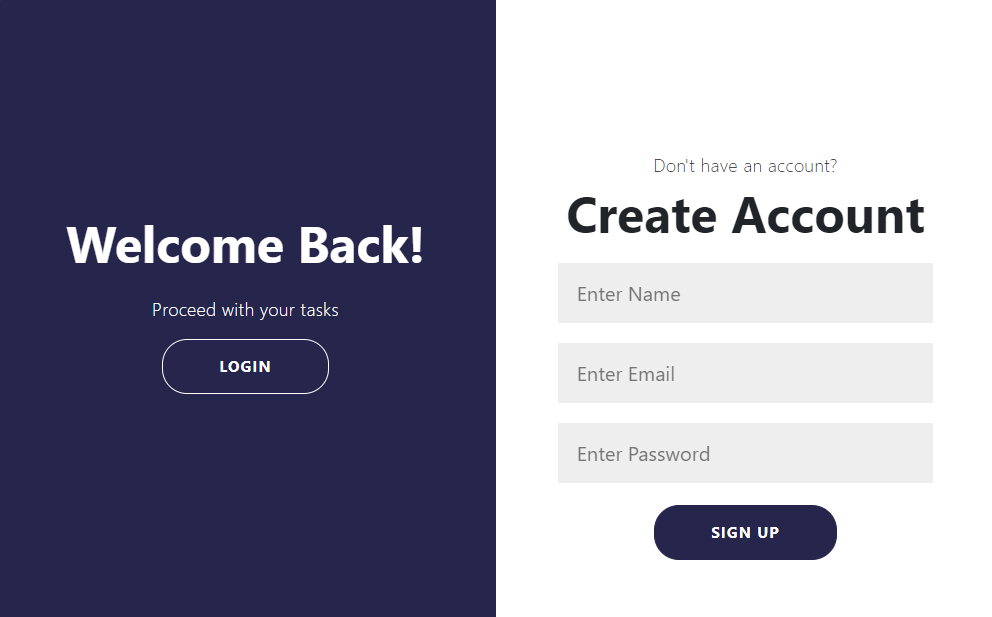 Welcome Back!
Proceed with your tasks
LOGIN
Don't have an account?
Create Account
Enter Name
Enter Email
Enter Password
SIGN UP